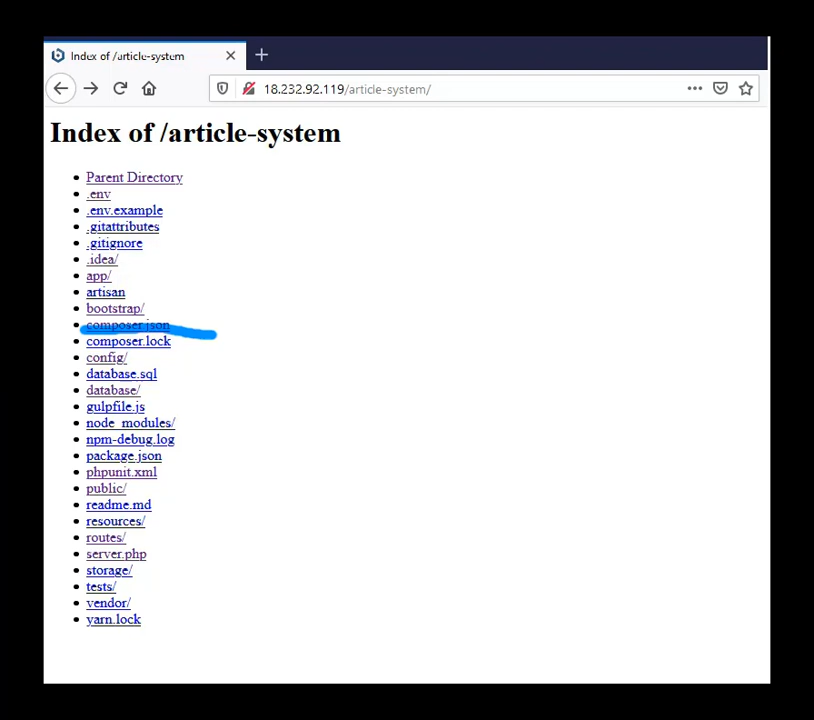 Index of /article-system
18.232.92.119/article-system/
Index of /article-system
Parent Directory
.env
.env.example
.gitattributes
.gitignore
.idea/
app/
artisan
bootstrap/
composer.json
composer.lock
config/
database.sql
database/
gulpfile.js
node_modules/
npm-debug.log
package.json
phpunit.xml
public/
readme.md
resources/
routes/
server.php
storage/
tests/
vendor/
yarn.lock